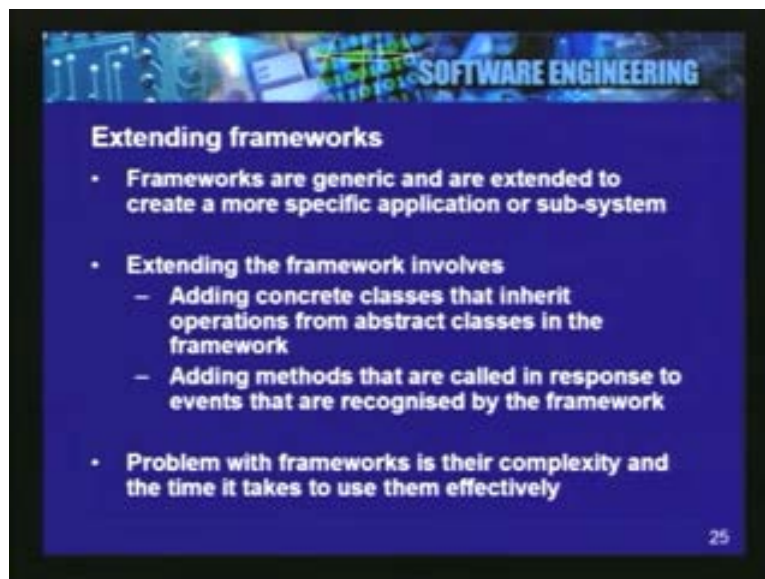 SOFTWARE ENGINEERING
Extending frameworks
• Frameworks are generic and are extended to
create a more specific application or sub-system
• Extending the framework involves
– Adding concrete classes that inherit
operations from abstract classes in the
framework
– Adding methods that are called in response to
events that are recognised by the framework
• Problem with frameworks is their complexity and
the time it takes to use them effectively
25